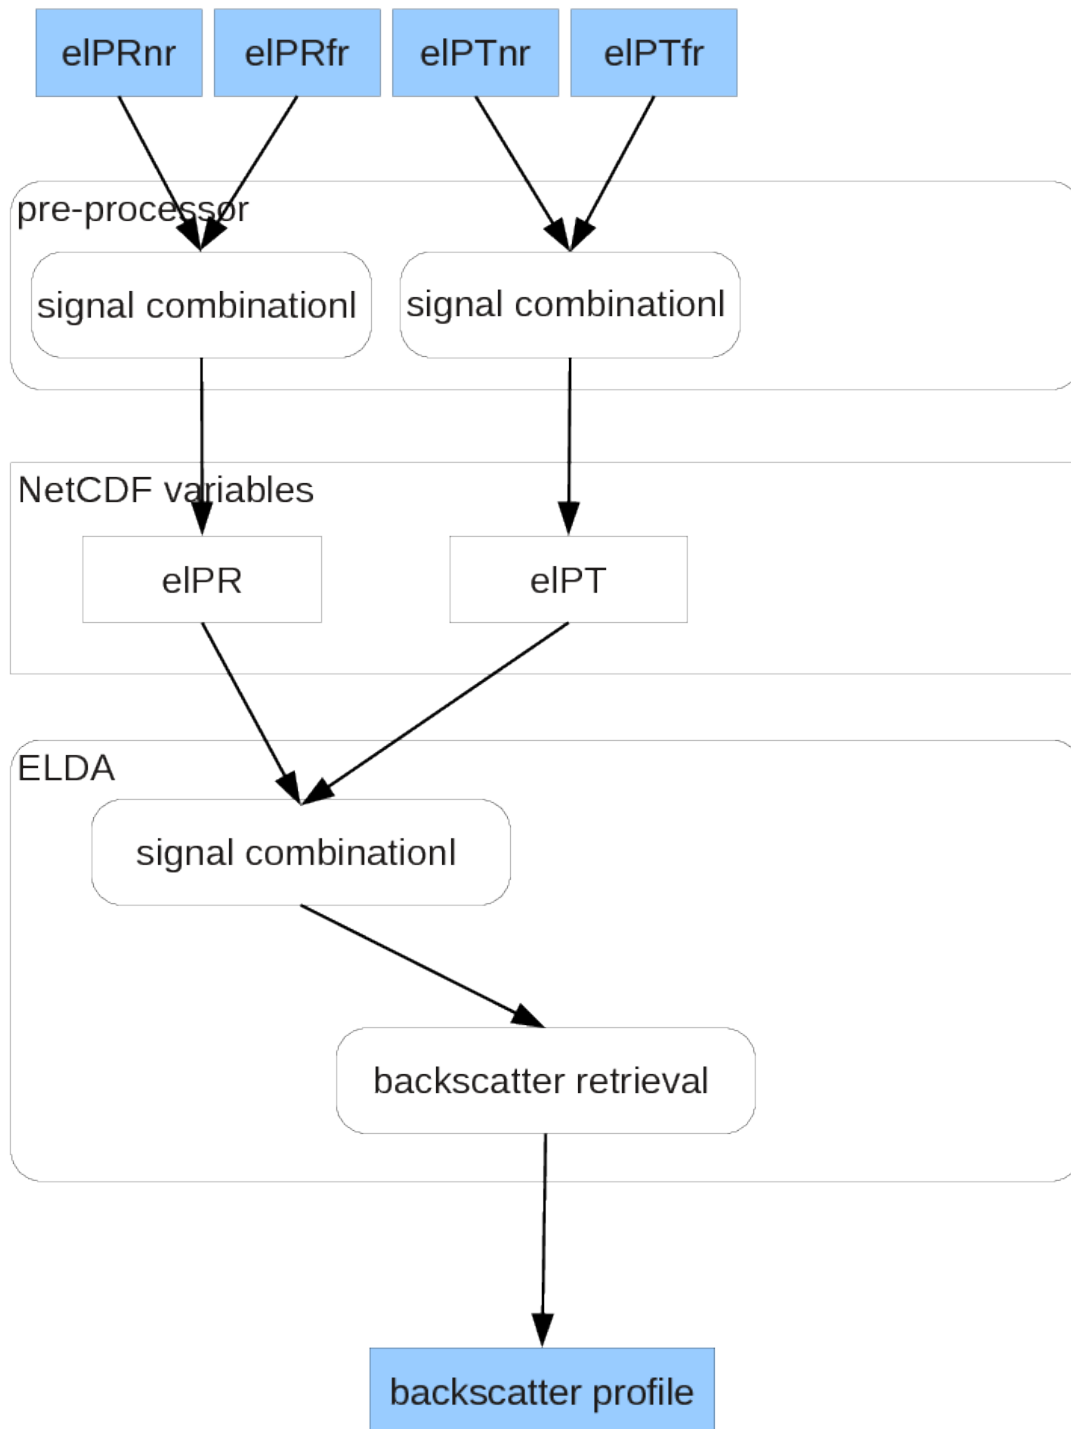 elPRnr
elPRfr
elPTnr
elPTfr
pre-processor
signal combinationl
signal combinationl
NetCDF variables
elPR
elPT
ELDA
signal combinationl
backscatter retrieval
backscatter profile